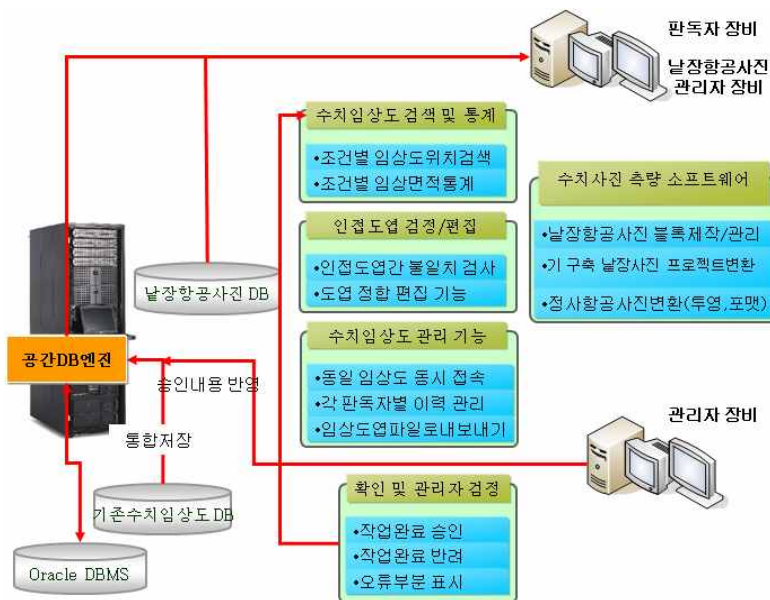 판독자 장비
낱장항공사진
관리자 장비
수치임상도 검색 및 통계
•조건별 임상도위치검색
•조건별 임상면적통계
수치사진 측량 소프트웨어
•낱장항공사진 블록제작/관리
•기 구축 낱장사진 프로젝트변환
•정사항공사진변환(투영,포맷)
인접도엽 검정/편집
•인접도엽간 불일치 검사
•도엽 정합 편집 기능
낱장항공사진 DB
수치임상도 관리 기능
•동일 임상도 동시 접속
•각 판독자별 이력 관리
•임상도엽파일로내보내기
공간DB엔진
승인내용 반영
통합저장
관리자 장비
기존수치임상도DB
확인 및 관리자 검정
•작업완료 승인
•작업완료 반려
•오류부분 표시
Oracle DBMS